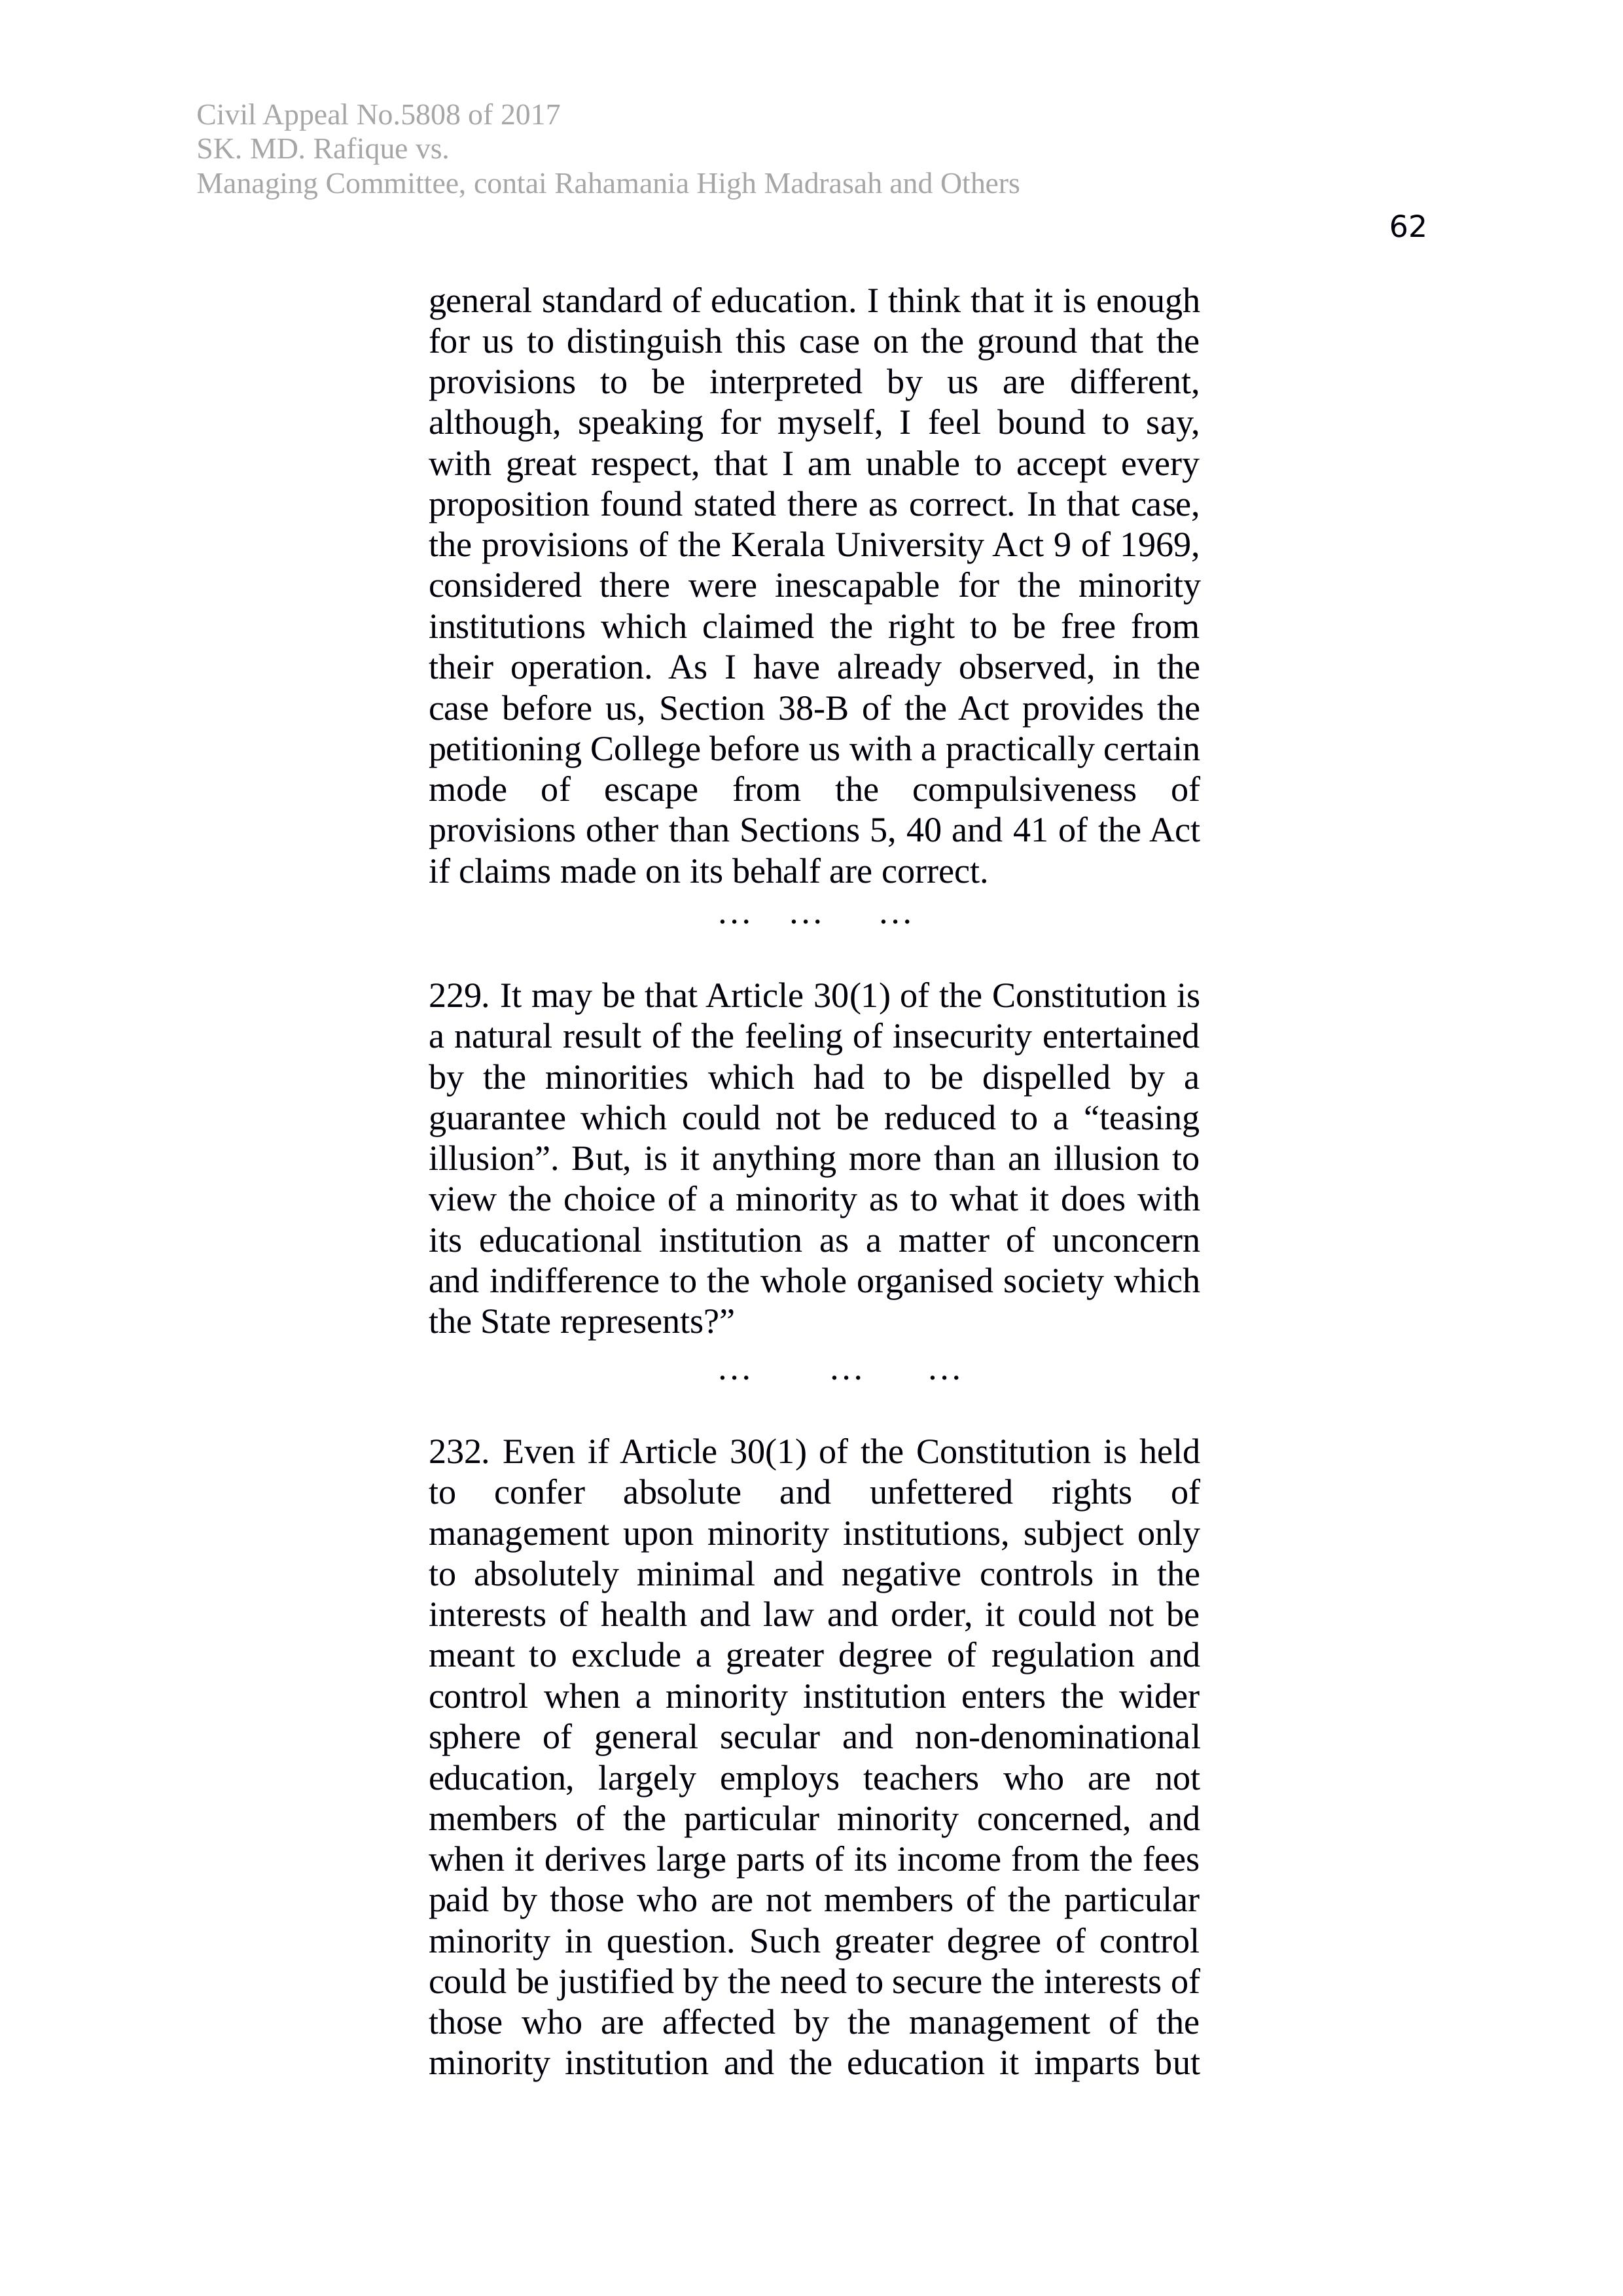 Civil Appeal No.5808 of 2017
SK. MD. Rafique vs.
Managing Committee, contai Rahamania High Madrasah and Others
62
general standard of education. I think that it is enough
for us to distinguish this case on the ground that the
provisions to be interpreted by us are different,
although, speaking for myself, I feel bound to say,
with great respect, that I am unable to accept every
proposition found stated there as correct. In that case,
the provisions of the Kerala University Act 9 of 1969,
considered there were inescapable for the minority
institutions which claimed the right to be free from
their operation. As I have already observed, in the
case before us, Section 38-B of the Act provides the
petitioning College before us with a practically certain
mode of escape from the compulsiveness of
provisions other than Sections 5, 40 and 41 of the Act
if claims made on its behalf are correct.
… … …
229. It may be that Article 30(1) of the Constitution is
a natural result of the feeling of insecurity entertained
by the minorities which had to be dispelled by a
guarantee which could not be reduced to a “teasing
illusion”. But, is it anything more than an illusion to
view the choice of a minority as to what it does with
its educational institution as a matter of unconcern
and indifference to the whole organised society which
the State represents?”
… … …
232. Even if Article 30(1) of the Constitution is held
to confer absolute and unfettered rights of
management upon minority institutions, subject only
to absolutely minimal and negative controls in the
interests of health and law and order, it could not be
meant to exclude a greater degree of regulation and
control when a minority institution enters the wider
sphere of general secular and non-denominational
education, largely employs teachers who are not
members of the particular minority concerned, and
when it derives large parts of its income from the fees
paid by those who are not members of the particular
minority in question. Such greater degree of control
could be justified by the need to secure the interests of
those who are affected by the management of the
minority institution and the education it imparts but